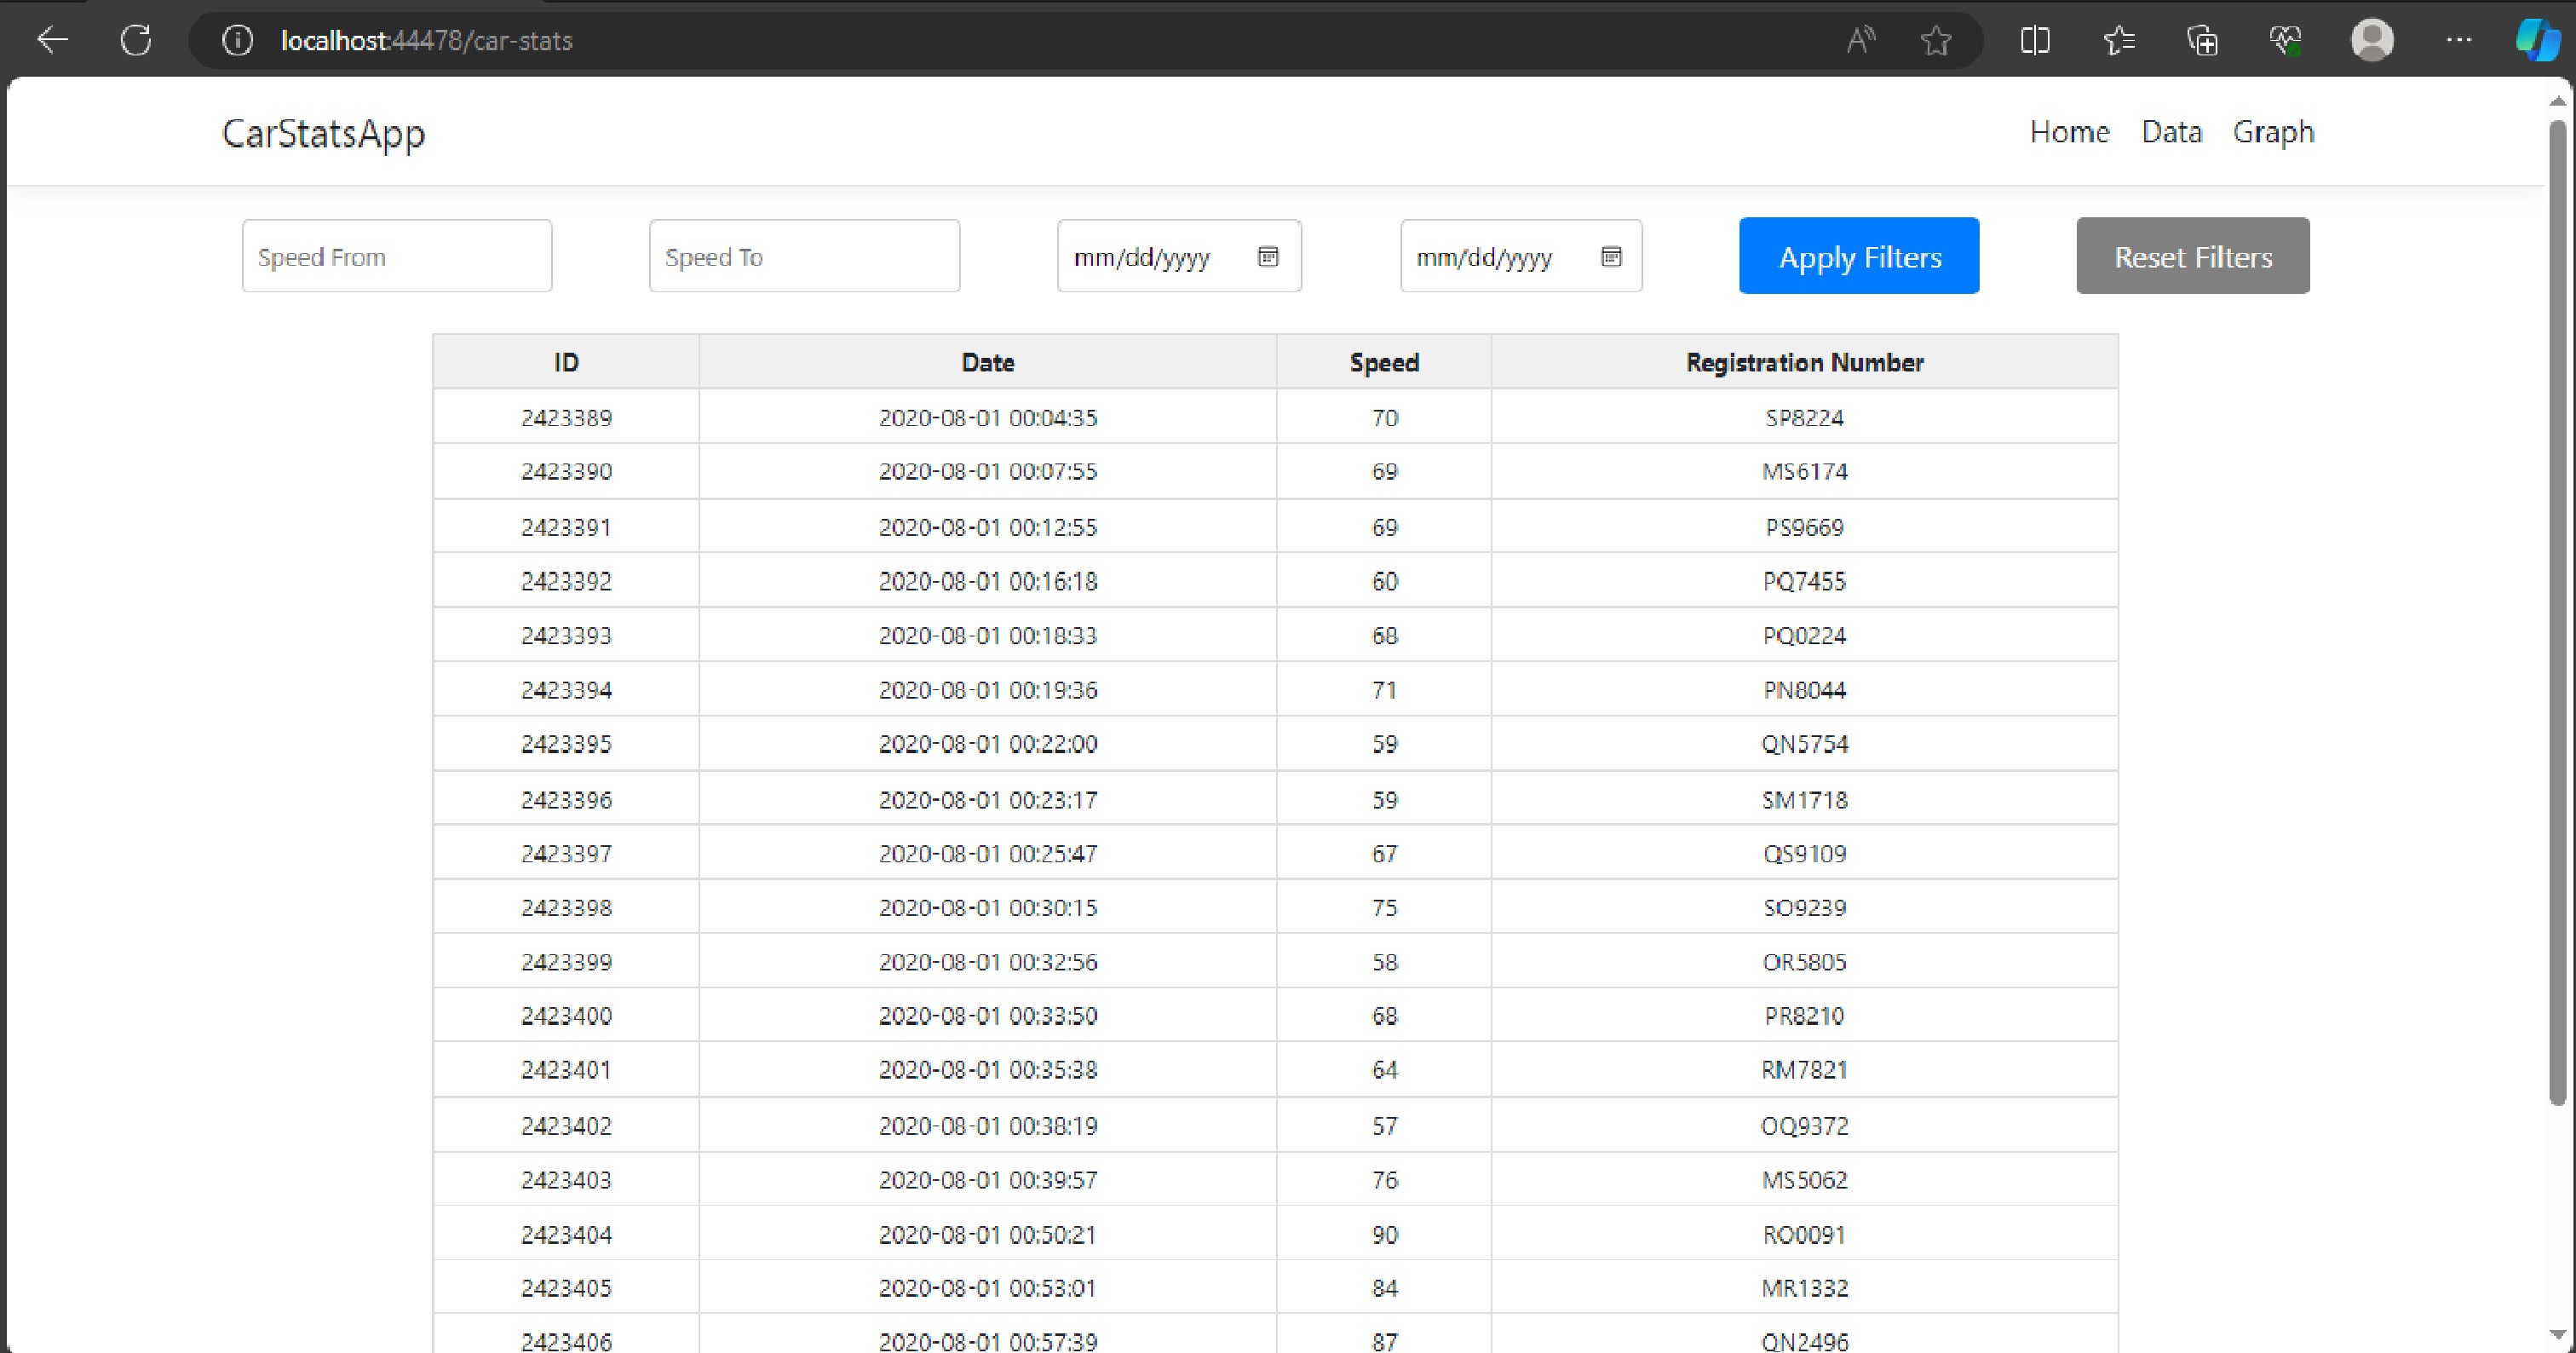 localhost:44478/car-stats
CarStatsApp Home Data Graph
Speed From Speed To mm/dd/yyyy mm/dd/yyyy Apply Filters Reset Filters
ID Date Speed Registration Number
2423389 2020-08-01 00:04:35 70 SP8224
2423390 2020-08-01 00:07:55 69 MS6174
2423391 2020-08-01 00:12:55 69 PS9669
2423392 2020-08-01 00:16:18 60 PQ7455
2423393 2020-08-01 00:18:33 68 PQ0224
2423394 2020-08-01 00:19:36 71 PN8044
2423395 2020-08-01 00:22:00 59 QN5754
2423396 2020-08-01 00:23:17 59 SM1718
2423397 2020-08-01 00:25:47 67 QS9109
2423398 2020-08-01 00:30:15 75 SO9239
2423399 2020-08-01 00:32:56 58 OR5805
2423400 2020-08-01 00:33:50 68 PR8210
2423401 2020-08-01 00:35:38 64 RM7821
2423402 2020-08-01 00:38:19 57 OQ9372
2423403 2020-08-01 00:39:57 76 MS5062
2423404 2020-08-01 00:50:21 90 RO0091
2423405 2020-08-01 00:53:01 84 MR1332
2423406 2020-08-01 00:57:39 87 QN2496